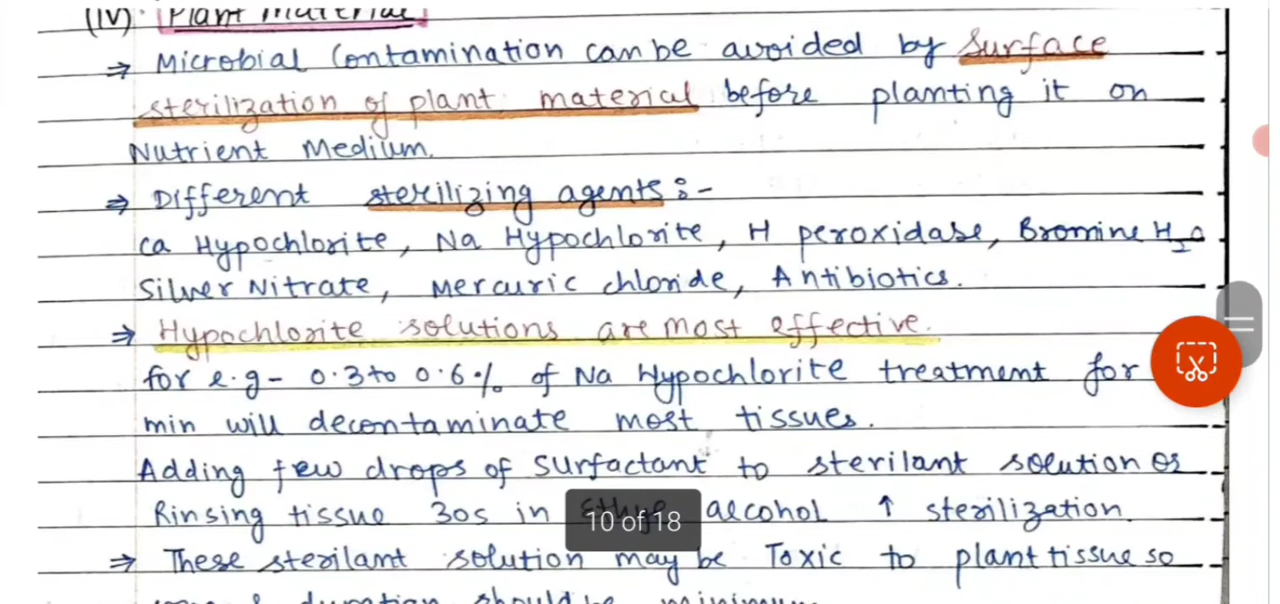 (iv). Plant material
⇒ Microbial Contamination can be avoided by Surface
sterilization of plant material before planting it on
Nutrient Medium.
⇒ Different sterilizing agents :-
Ca Hypochlorite, Na Hypochlorite, H peroxidase, Bromine H2O
Silver Nitrate, Mercuric chloride, Antibiotics.
⇒ Hypochlorite solutions are most effective.
for e.g - 0.3 to 0.6% of Na Hypochlorite treatment for
min will decontaminate most tissues.
Adding few drops of surfactant to sterilant solution or
Rinsing tissue 30s in alcohol ↑ sterilization.
10 of 18
⇒ These sterilant solution may be Toxic to plant tissue so
duration should be